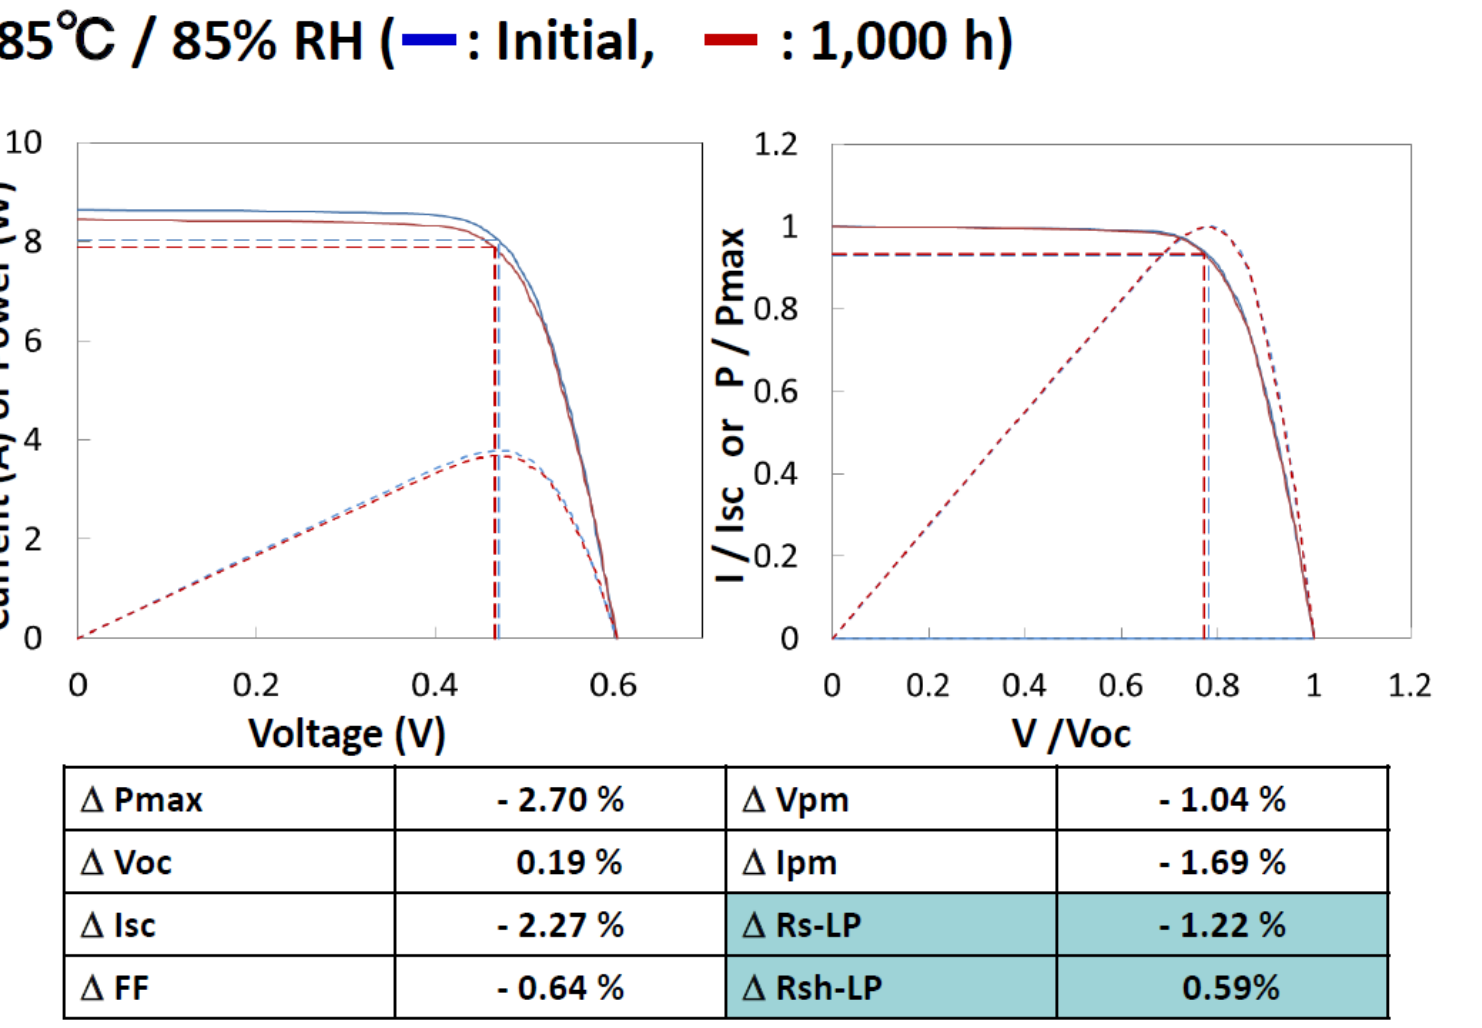 85℃ / 85% RH ( : Initial, : 1,000 h)
10
8
6
4
2
0
Current (A) or Power (W)
0 0.2 0.4 0.6
Voltage (V)
1.2
1
0.8
0.6
0.4
0.2
0
I / Isc or P / Pmax
0 0.2 0.4 0.6 0.8 1 1.2
V /Voc
Δ Pmax - 2.70 % Δ Vpm - 1.04 %
Δ Voc 0.19 % Δ Ipm - 1.69 %
Δ Isc - 2.27 % Δ Rs-LP - 1.22 %
Δ FF - 0.64 % Δ Rsh-LP 0.59%